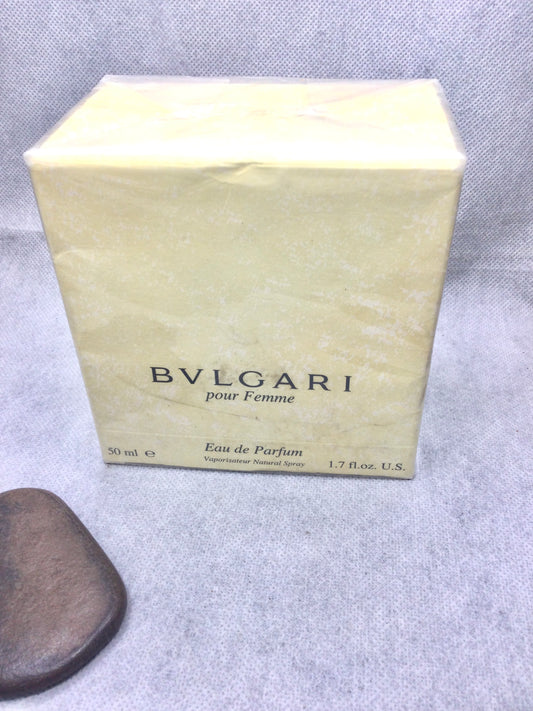 BVLGARI
pour Femme
50 ml ℮ Eau de Parfum
Vaporisateur Natural Spray 1.7 fl.oz. U.S.